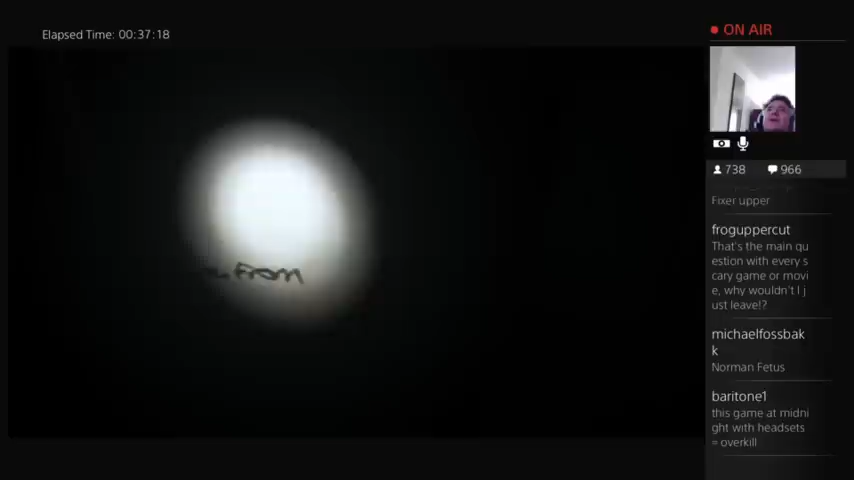 Elapsed Time: 00:37:18
ON AIR
738 966
Fixer upper
froguppercut
That's the main qu
estion with every s
cary game or movi
e, why wouldn't I j
ust leave!?
michaelfossbak
k
Norman Fetus
baritone1
this game at midni
ght with headsets
= overkill
From